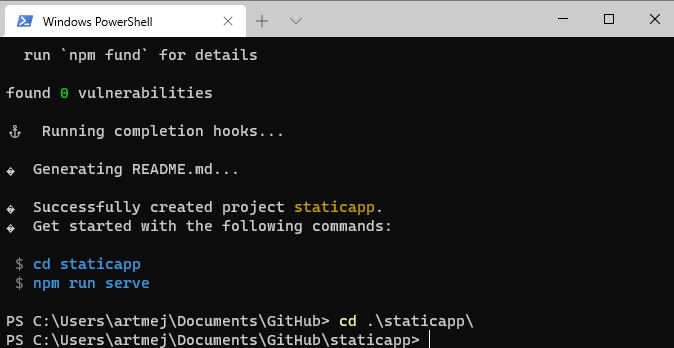 Windows PowerShell
run `npm fund` for details
found 0 vulnerabilities
⚓ Running completion hooks...
� Generating README.md...
� Successfully created project staticapp.
� Get started with the following commands:
$ cd staticapp
$ npm run serve
PS C:\Users\artmej\Documents\GitHub> cd .\staticapp\
PS C:\Users\artmej\Documents\GitHub\staticapp>